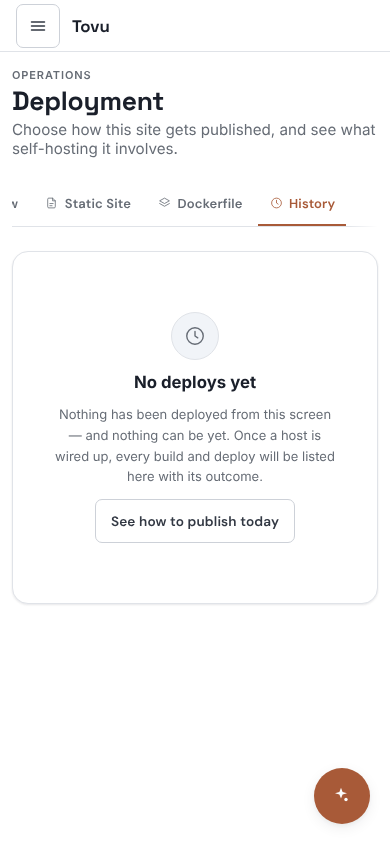 Tovu
OPERATIONS
Deployment
Choose how this site gets published, and see what
self-hosting it involves.
Static Site
Dockerfile
History
No deploys yet
Nothing has been deployed from this screen
— and nothing can be yet. Once a host is
wired up, every build and deploy will be listed
here with its outcome.
See how to publish today